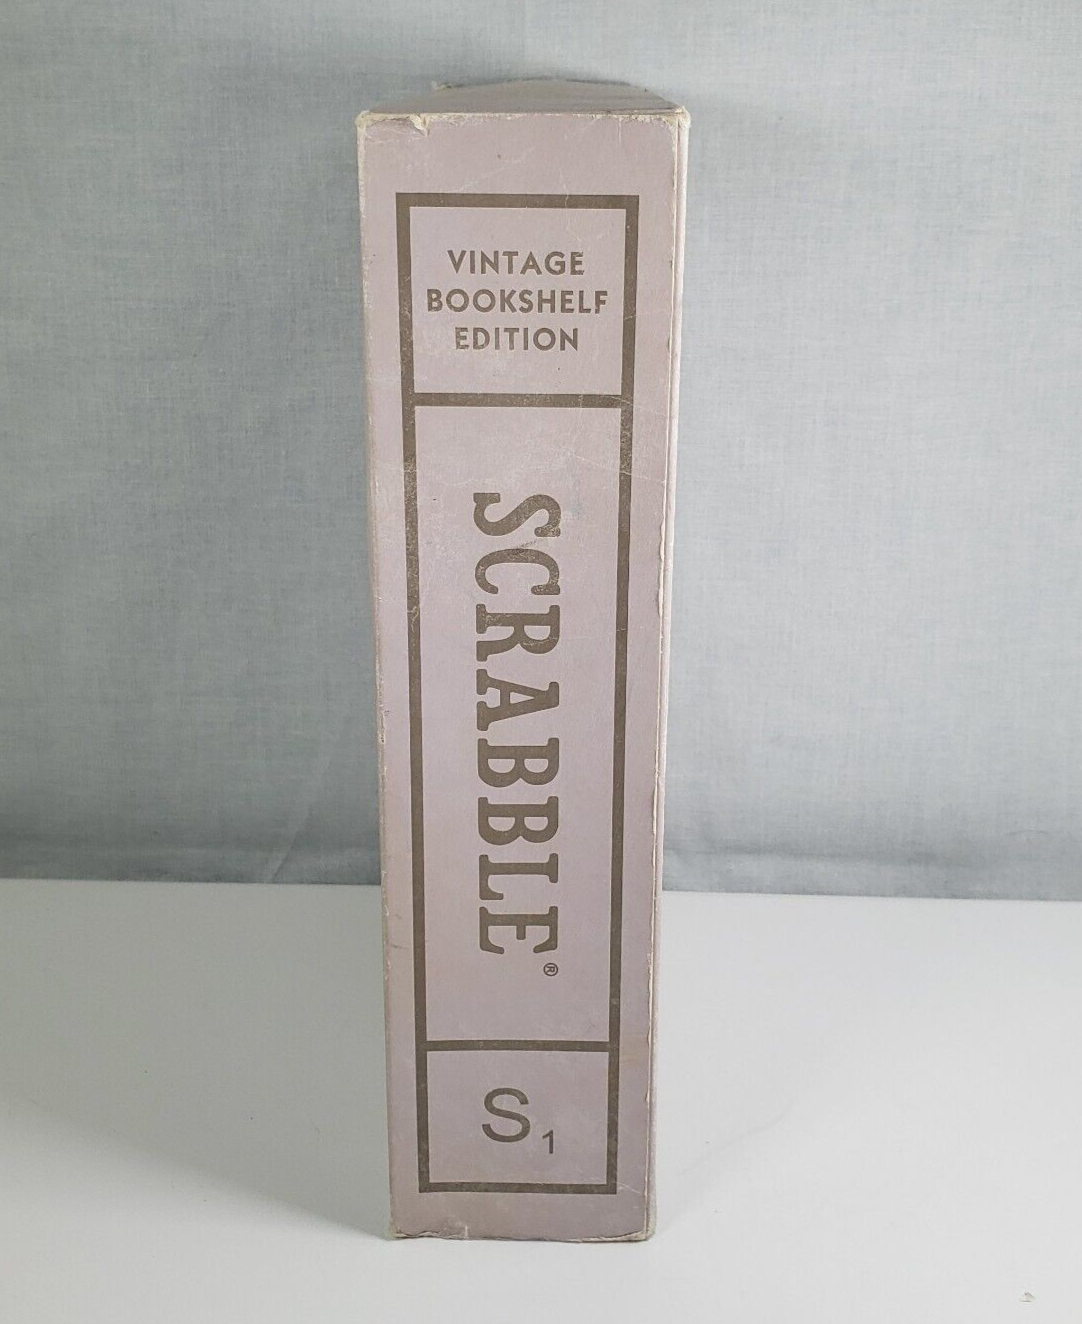 VINTAGE
BOOKSHELF
EDITION
SCRABBLE®
S1